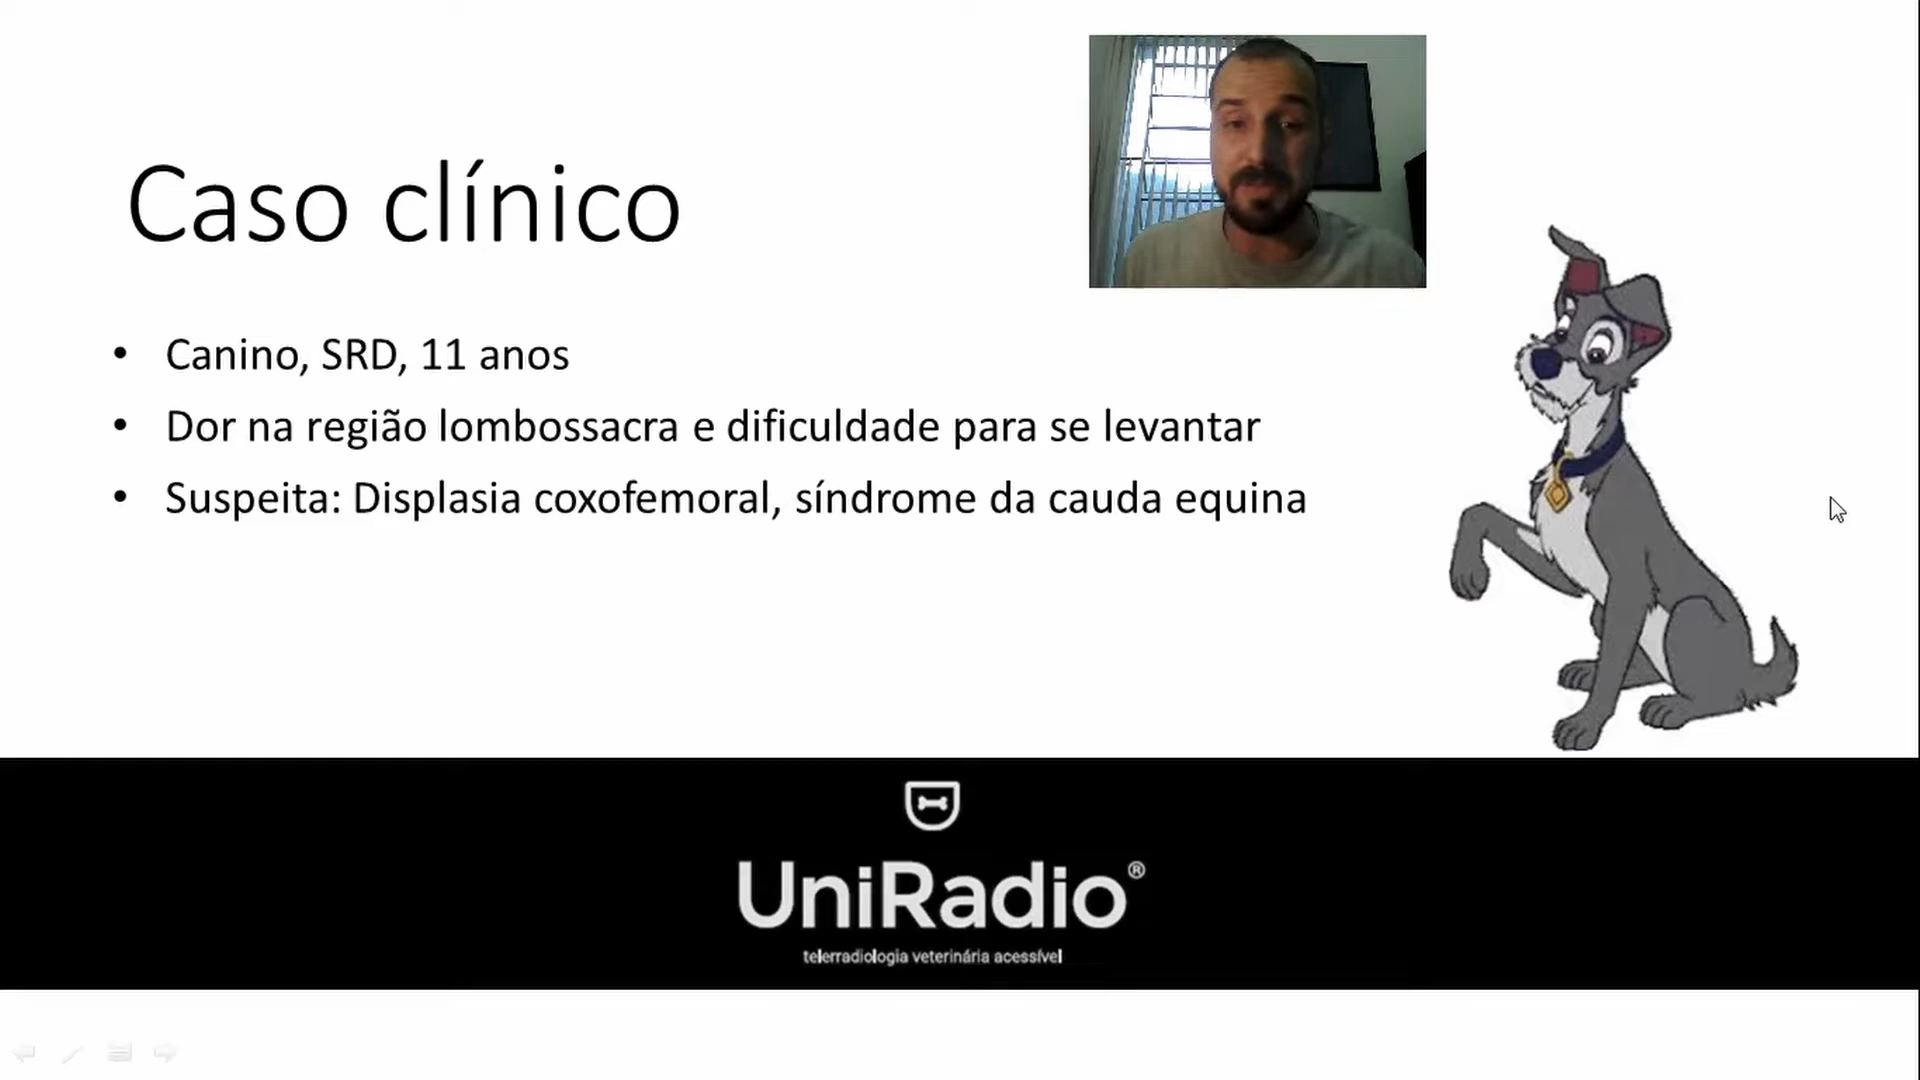 Caso clínico
• Canino, SRD, 11 anos
• Dor na região lombossacra e dificuldade para se levantar
• Suspeita: Displasia coxofemoral, síndrome da cauda equina
UniRadio®
telerradiologia veterinária acessível